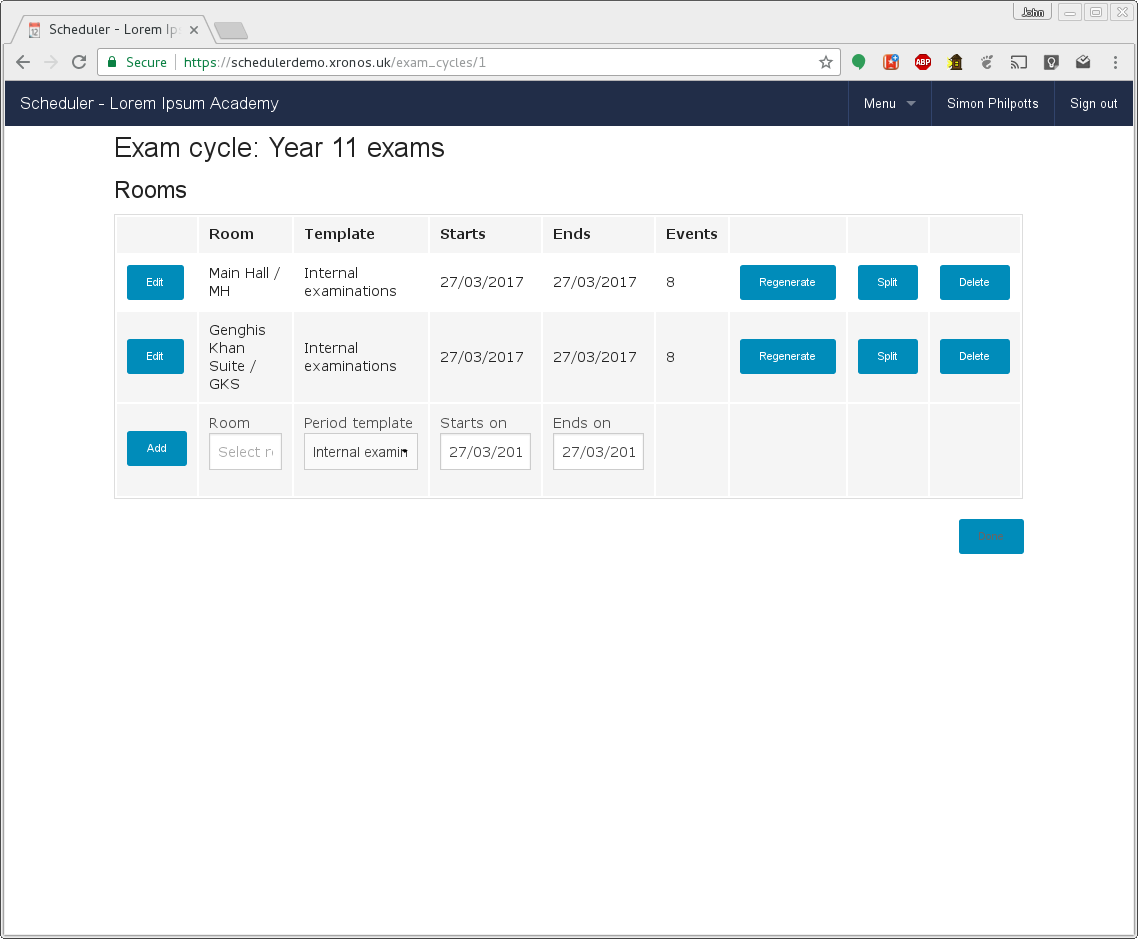 John
Scheduler - Lorem Ip
Secure https://schedulerdemo.xronos.uk/exam_cycles/1
ABP
Scheduler - Lorem Ipsum Academy Menu Simon Philpotts Sign out
Exam cycle: Year 11 exams
Rooms
Room Template Starts Ends Events
Edit Main Hall / MH Internal examinations 27/03/2017 27/03/2017 8 Regenerate Split Delete
Edit Genghis Khan Suite / GKS Internal examinations 27/03/2017 27/03/2017 8 Regenerate Split Delete
Room Period template Starts on Ends on
Add Select r Internal examin 27/03/201 27/03/201
Done